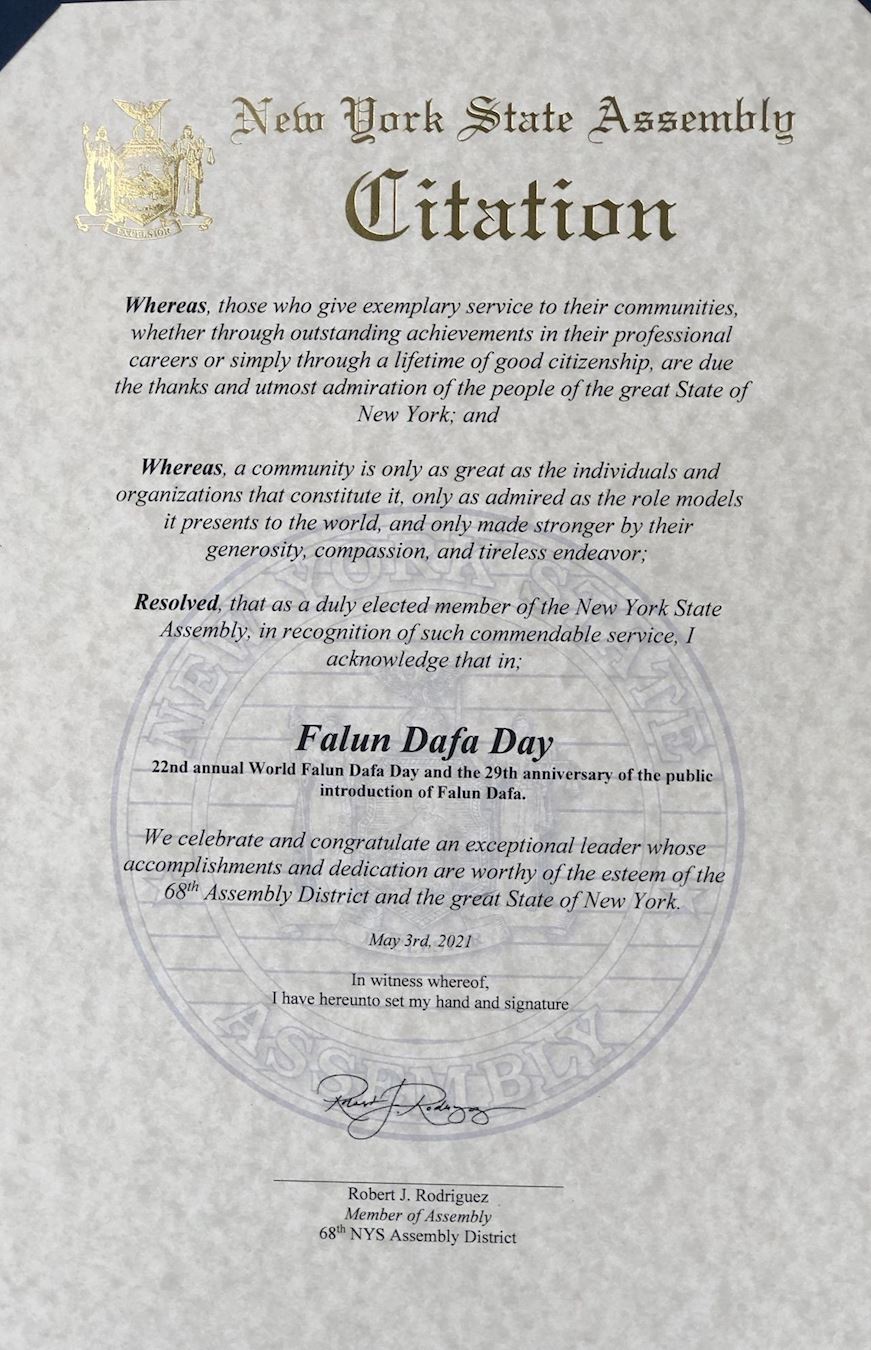 New York State Assembly
Citation
EXCELSIOR
Whereas, those who give exemplary service to their communities,
whether through outstanding achievements in their professional
careers or simply through a lifetime of good citizenship, are due
the thanks and utmost admiration of the people of the great State of
New York; and
Whereas, a community is only as great as the individuals and
organizations that constitute it, only as admired as the role models
it presents to the world, and only made stronger by their
generosity, compassion, and tireless endeavor;
Resolved, that as a duly elected member of the New York State
Assembly, in recognition of such commendable service, I
acknowledge that in;
Falun Dafa Day
22nd annual World Falun Dafa Day and the 29th anniversary of the public
introduction of Falun Dafa.
We celebrate and congratulate an exceptional leader whose
accomplishments and dedication are worthy of the esteem of the
68th Assembly District and the great State of New York.
May 3rd, 2021
In witness whereof,
I have hereunto set my hand and signature
NEW YORK STATE
ASSEMBLY
Robert J. Rodriguez
Robert J. Rodriguez
Member of Assembly
68th NYS Assembly District